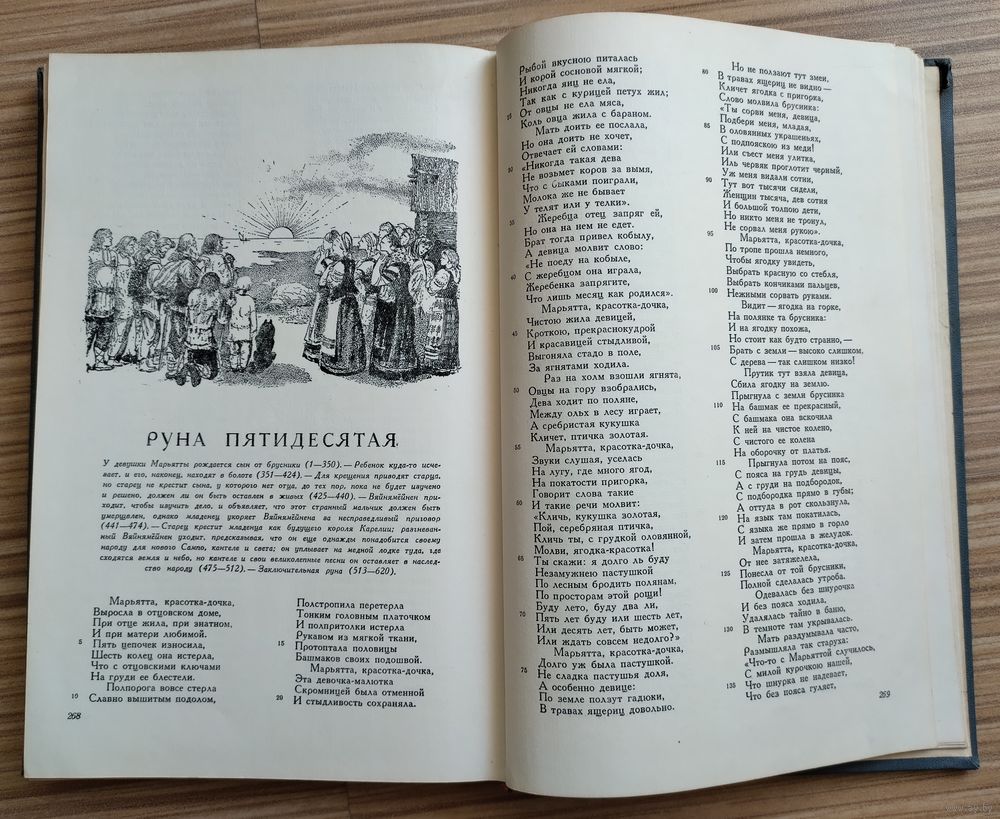 РУНА ПЯТИДЕСЯТАЯ
У девушки Марьятты рождается сын от брусники (1—350). — Ребенок куда-то исче-
зает, и его, наконец, находят в болоте (351—424). — Для крещения приводят старца,
но старец не крестит сына, у которого нет отца, до тех пор, пока не будет изучено
и решено, должен ли он быть оставлен в живых (425—440). — Вяйнямёйнен при-
ходит, чтобы изучить дело, и объявляет, что этот странный мальчик должен быть
умерщвлен, однако младенец укоряет Вяйнямёйнена за несправедливый приговор
(441—474). — Старец крестит младенца как будущего короля Карелии; разгневан-
ный Вяйнямёйнен уходит, предсказывая, что он еще однажды понадобится своему
народу для нового Сампо, кантеле и света; он уплывает на медной лодке туда, где
сходятся земля и небо, но кантеле и свои великолепные песни он оставляет в наслед-
ство народу (475—512). — Заключительная руна (513—620).
Марьятта, красотка-дочка,
Выросла в отцовском доме,
При отце жила, при знатном,
И при матери любимой.
5 Пять цепочек износила,
Шесть колец она истерла,
Что с отцовскими ключами
На груди ее блестели.
Полпорога вовсе стерла
10 Славно вышитым подолом,
Полстропила перетерла
Тонким головным платочком
И полпритолки истерла
Рукавом из мягкой ткани,
15 Протоптала половицы
Башмаков своих подошвой.
Марьятта, красотка-дочка,
Эта девочка-малютка
Скромницей была отменной
20 И стыдливость сохраняла.
268
Рыбой вкусною питалась
И корой сосновой мягкой;
Никогда яиц не ела,
Так как с курицей петух жил;
25 От овцы не ела мяса,
Коль овца жила с бараном.
Мать доить ее послала,
Но она доить не хочет,
Отвечает ей словами:
30 «Никогда такая дева
Не возьмет коров за вымя,
Что с быками поиграли,
Молока же не бывает
У телят или у телки».
35 Жеребца отец запряг ей,
Но она на нем не едет.
Брат тогда привел кобылу,
А девица молвит слово:
«Не поеду на кобыле,
40 С жеребцом она играла,
Жеребенка запрягите,
Что лишь месяц как родился».
Марьятта, красотка-дочка,
Чистою жила девицей,
45 Кроткою, прекраснокудрой
И красавицей стыдливой,
Выгоняла стадо в поле,
За ягнятами ходила.
Раз на холм взошли ягнята,
50 Овцы на гору взобрались,
Дева ходит по поляне,
Между ольх в лесу играет,
А сребристая кукушка
Кличет, птичка золотая.
55 Марьятта, красотка-дочка,
Звуки слушая, уселась
На лугу, где много ягод,
На покатости пригорка,
Говорит слова такие
60 И такие речи молвит:
«Кличь, кукушка золотая,
Пой, серебряная птичка,
Кличь ты, с грудкой оловянной,
Молви, ягодка-красотка!
65 Ты скажи: я долго ль буду
Незамужнею пастушкой
По лесным бродить полянам,
По просторам этой рощи!
Буду лето, буду два ли,
70 Пять лет буду или шесть лет,
Или десять лет, быть может,
Или ждать совсем недолго?»
Марьятта, красотка-дочка,
Долго уж была пастушкой.
75 Не сладка пастушья доля,
А особенно девице:
По земле ползут гадюки,
В травах ящериц довольно.
Но не ползают тут змеи,
80 В травах ящериц не видно —
Кличет ягодка с пригорка,
Слово молвила брусника:
«Ты сорви меня, девица,
Подбери меня, младая,
85 В оловянных украшеньях,
С подпояскою из меди!
Или съест меня улитка,
Иль червяк проглотит черный,
Уж меня видали сотни,
90 Тут вот тысячи сидели,
Женщин тысяча, дев сотня
И большой толпою дети,
Но никто меня не тронул,
Не сорвал меня рукою».
95 Марьятта, красотка-дочка,
По тропе прошла немного,
Чтобы ягодку увидеть,
Выбрать красную со стебля,
Выбрать кончиками пальцев,
100 Нежными сорвать руками.
Видит — ягодка на горке,
На полянке та брусника:
И на ягодку похожа,
Но стоит как будто странно, —
105 Брать с земли — высоко слишком,
С дерева — так слишком низко!
Прутик тут взяла девица,
Сбила ягодку на землю.
Прыгнула с земли брусника
110 На башмак ее прекрасный,
С башмака она вскочила
К ней на чистое колено,
С чистого ее колена
На оборочку от платья.
115 Прыгнула потом на пояс,
С пояса на грудь девицы,
А с груди на подбородок,
С подбородка прямо в губы;
А оттуда в рот скользнула,
120 На язык там покатилась,
С языка же прямо в горло
И затем прошла в желудок.
Марьятта, красотка-дочка,
От нее затяжелела,
125 Понесла от той брусники,
Полной сделалась утроба.
Одевалась без шнурочка
И без пояса ходила,
Удалялась тайно в баню,
130 В темноте там укрывалась.
Мать раздумывала часто,
Размышляла так старуха:
«Что-то с Марьяттой случилось,
С милой курочкою нашей,
135 Что шнурка не надевает,
Что без пояса гуляет,
269
www.ay.by